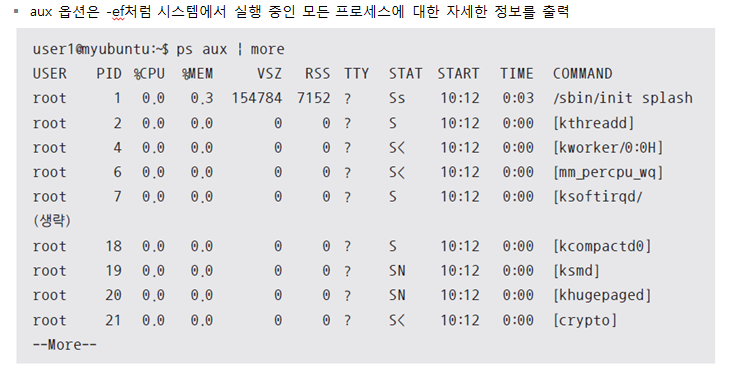 ▪ aux 옵션은 -ef처럼 시스템에서 실행 중인 모든 프로세스에 대한 자세한 정보를 출력
user1@myubuntu:~$ ps aux | more
USER PID %CPU %MEM VSZ RSS TTY STAT START TIME COMMAND
root 1 0.0 0.3 154784 7152 ? Ss 10:12 0:03 /sbin/init splash
root 2 0.0 0.0 0 0 ? S 10:12 0:00 [kthreadd]
root 4 0.0 0.0 0 0 ? S< 10:12 0:00 [kworker/0:0H]
root 6 0.0 0.0 0 0 ? S< 10:12 0:00 [mm_percpu_wq]
root 7 0.0 0.0 0 0 ? S 10:12 0:00 [ksoftirqd/
(생략)
root 18 0.0 0.0 0 0 ? S 10:12 0:00 [kcompactd0]
root 19 0.0 0.0 0 0 ? SN 10:12 0:00 [ksmd]
root 20 0.0 0.0 0 0 ? SN 10:12 0:00 [khugepaged]
root 21 0.0 0.0 0 0 ? S< 10:12 0:00 [crypto]
--More--